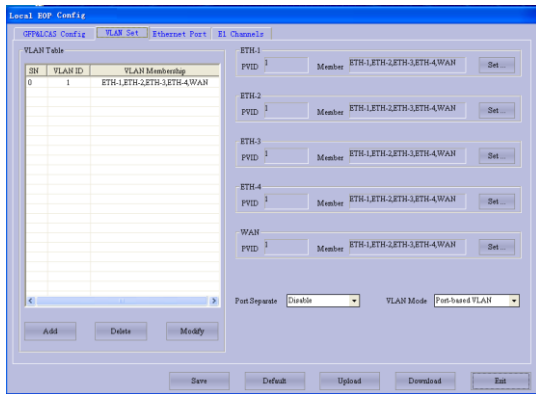 Local EOP Config
GFP&LCAS Config VLAN Set Ethernet Port E1 Channels
VLAN Table
SN VLAN ID VLAN Membership
0 1 ETH-1,ETH-2,ETH-3,ETH-4,WAN
Add Delete Modify
ETH-1
PVID 1 Member ETH-1,ETH-2,ETH-3,ETH-4,WAN Set...
ETH-2
PVID 1 Member ETH-1,ETH-2,ETH-3,ETH-4,WAN Set...
ETH-3
PVID 1 Member ETH-1,ETH-2,ETH-3,ETH-4,WAN Set...
ETH-4
PVID 1 Member ETH-1,ETH-2,ETH-3,ETH-4,WAN Set...
WAN
PVID 1 Member ETH-1,ETH-2,ETH-3,ETH-4,WAN Set...
Port Separate Disable VLAN Mode Port-based VLAN
Save Default Upload Download Exit